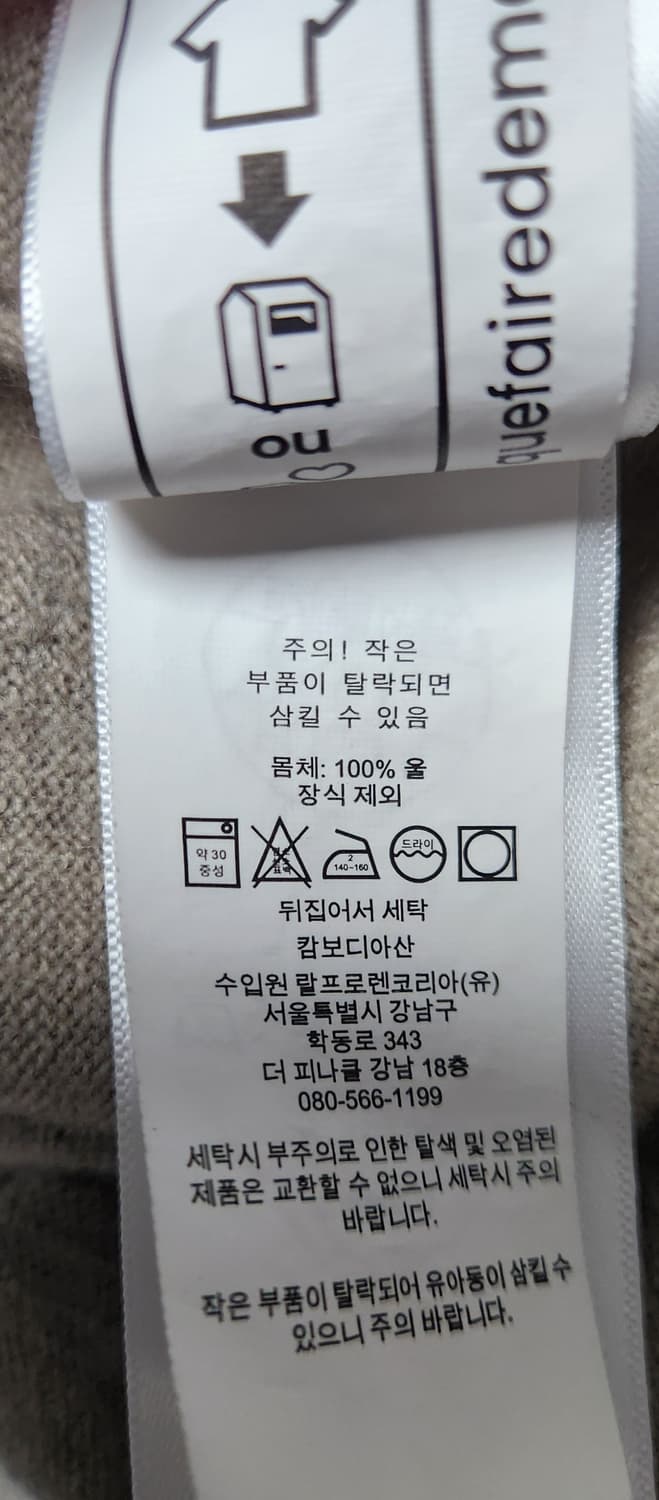 quefairedem
ou
주의! 작은
부품이 탈락되면
삼킬 수 있음
몸체: 100% 울
장식 제외
약 30
중성
2
140~160
드라이
뒤집어서 세탁
캄보디아산
수입원 랄프로렌코리아(유)
서울특별시 강남구
학동로 343
더 피나클 강남 18층
080-566-1199
세탁시 부주의로 인한 탈색 및 오염된
제품은 교환할 수 없으니 세탁시 주의
바랍니다.
작은 부품이 탈락되어 유아동이 삼킬 수
있으니 주의 바랍니다.